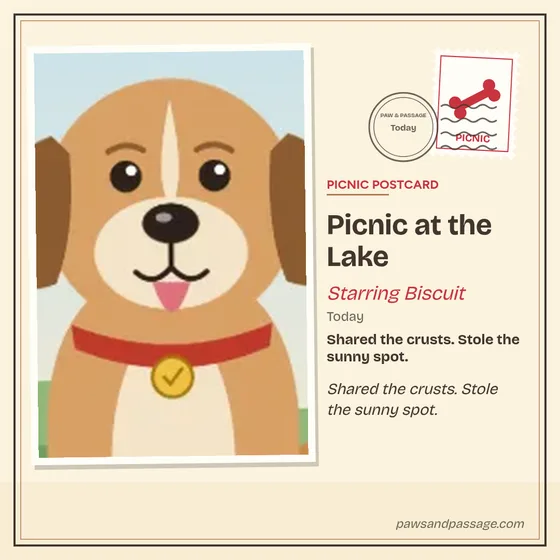 PAW & PASSAGE
Today
PICNIC
PICNIC POSTCARD
Picnic at the
Lake
Starring Biscuit
Today
Shared the crusts. Stole the
sunny spot.
Shared the crusts. Stole
the sunny spot.
pawsandpassage.com